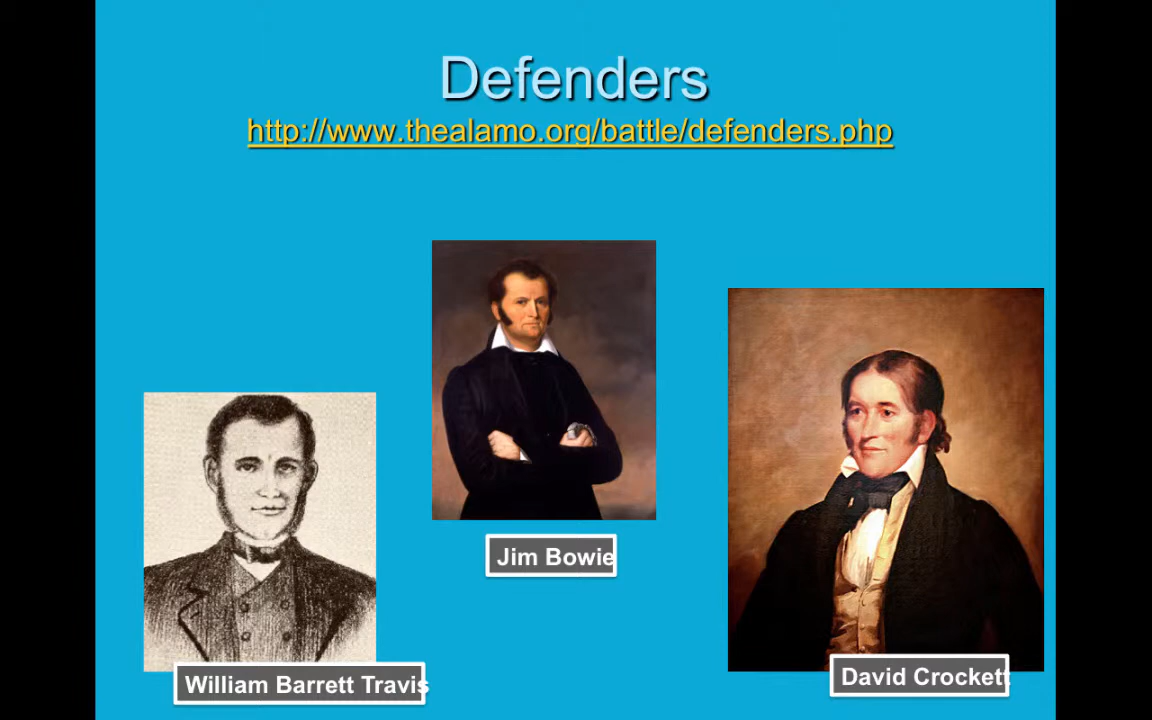 Defenders
http://www.thealamo.org/battle/defenders.php
Jim Bowie
William Barrett Travis
David Crockett